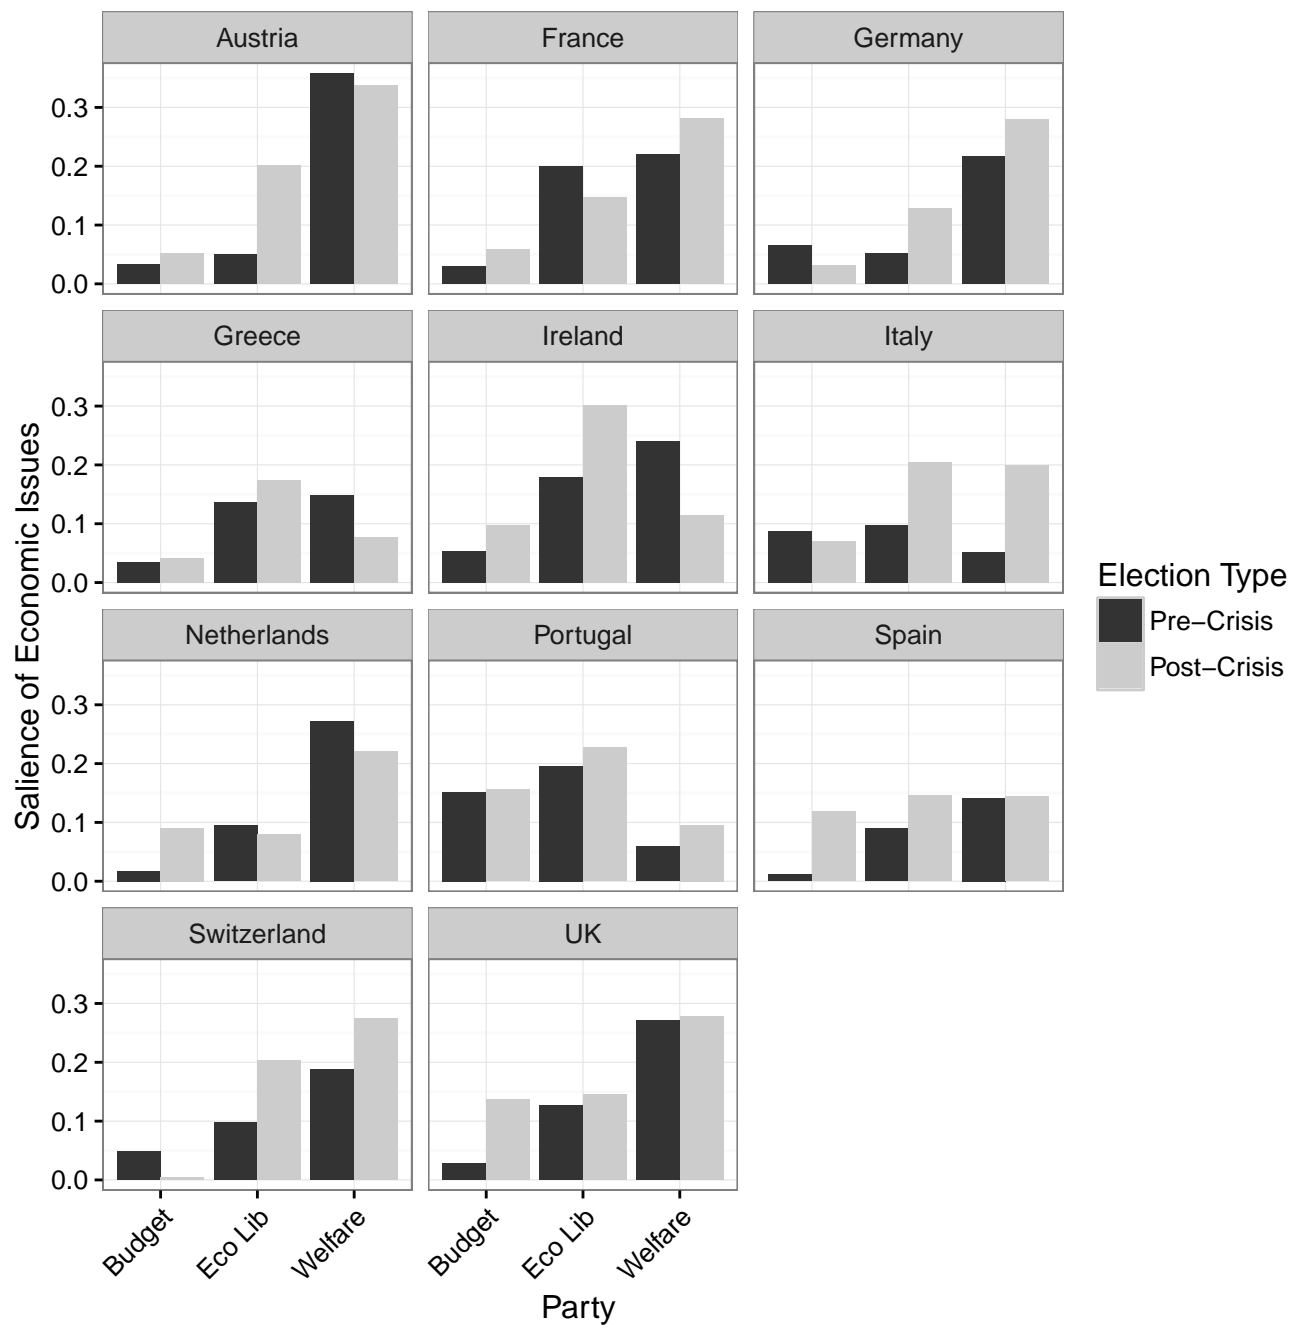 Austria
France
Germany
0.3
0.2
0.1
0.0
Greece
Ireland
Italy
0.3
0.2
0.1
0.0
Netherlands
Portugal
Spain
0.3
0.2
0.1
0.0
Switzerland
UK
0.3
0.2
0.1
0.0
Budget
Eco Lib
Welfare
Budget
Eco Lib
Welfare
Party
Salience of Economic Issues
Election Type
Pre−Crisis
Post−Crisis